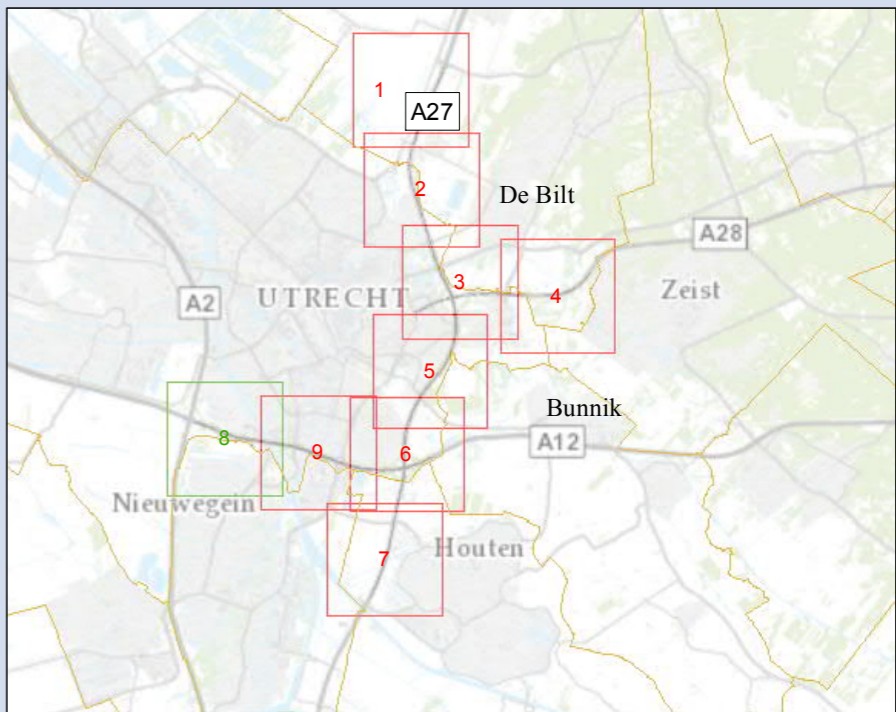 1
A27
2
De Bilt
A28
3
4
Zeist
A2
UTRECHT
5
Bunnik
8
9
6
A12
Nieuwegein
7
Houten